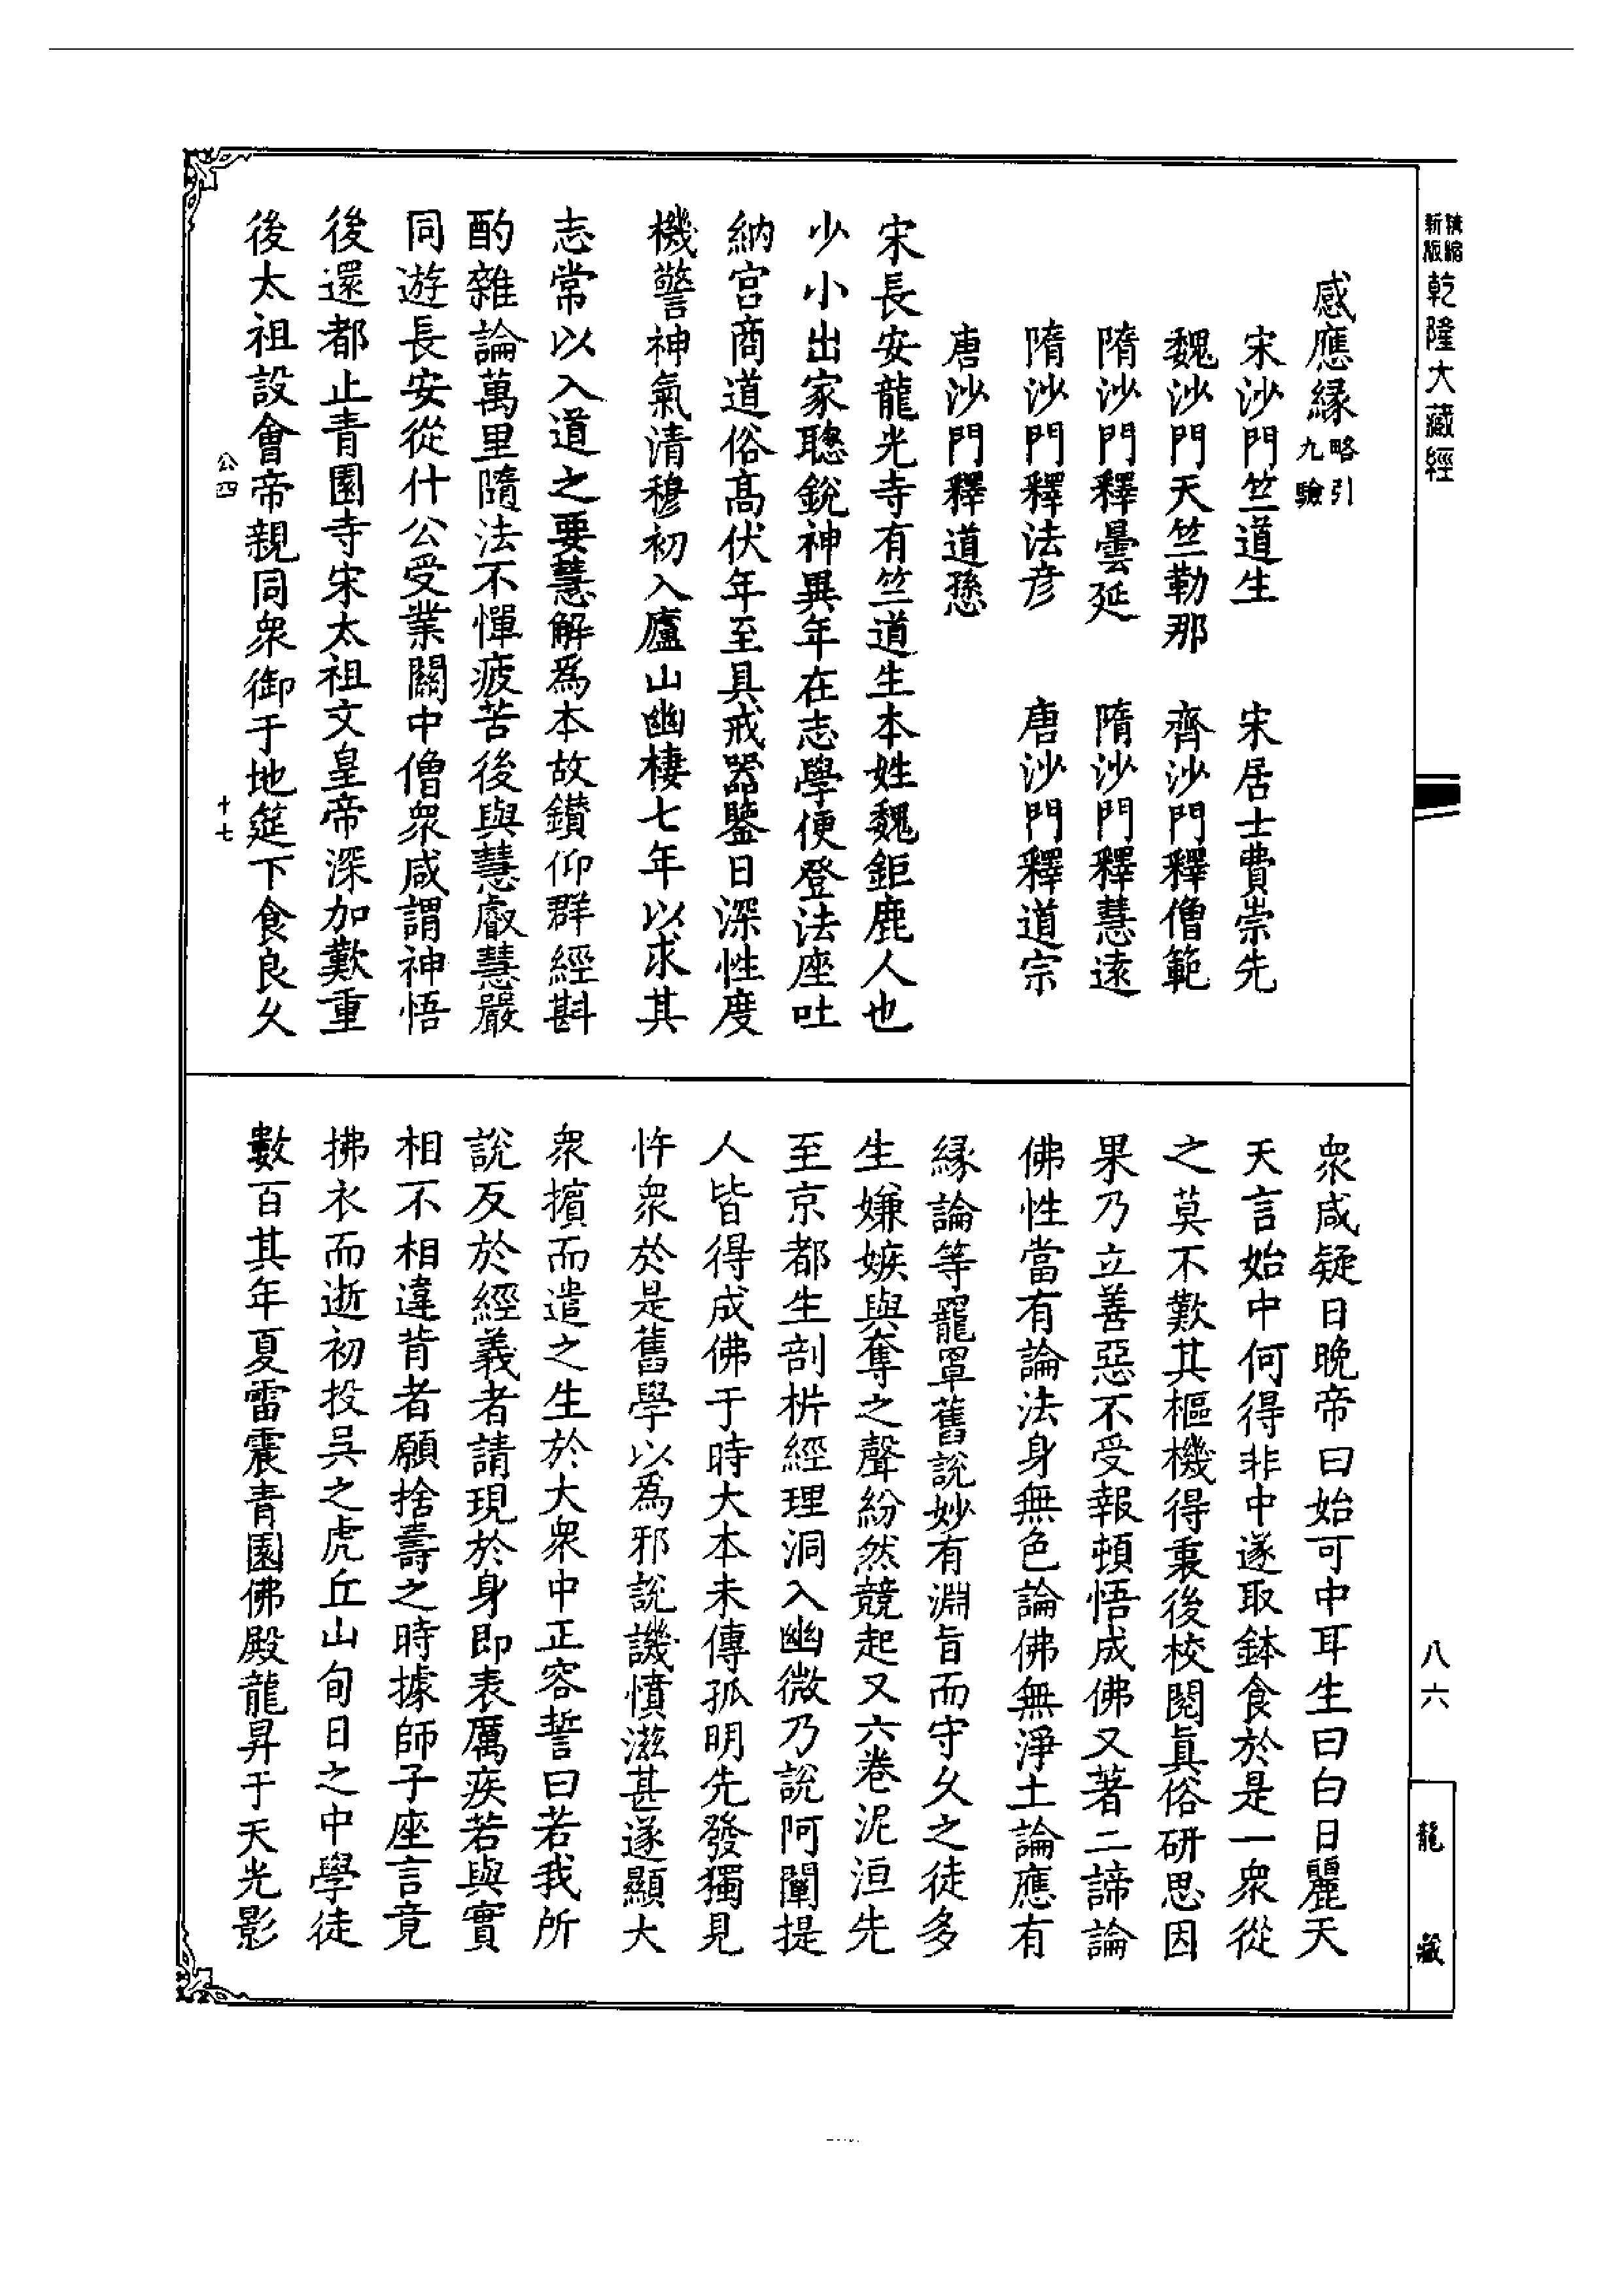 精縮新版乾隆大藏經
感應緣略引九驗
宋沙門竺道生 宋居士費崇先
魏沙門天竺勒那 齊沙門釋僧範
隋沙門釋曇延 隋沙門釋慧遠
隋沙門釋法彥 唐沙門釋道宗
唐沙門釋道愻
宋長安龍光寺有竺道生本姓魏鉅鹿人也
少小出家聰銳神異年在志學便登法座吐
納宮商道俗高伏年至具戒器鑒日深性度
機警神氣清穆初入廬山幽棲七年以求其
志常以入道之要慧解為本故鑽仰群經斟
酌雜論萬里隨法不憚疲苦後與慧叡慧嚴
同遊長安從什公受業關中僧眾咸謂神悟
後還都止青園寺宋太祖文皇帝深加歎重
後太祖設會帝親同眾御于地筵下食良久
公四 十七
眾咸疑日晚帝曰始可中耳生曰白日麗天
天言始中何得非中遂取鉢食於是一眾從
之莫不歎其樞機得衷後校閱真俗研思因
果乃立善惡不受報頓悟成佛又著二諦論
佛性當有論法身無色論佛無淨土論應有
緣論等罷罩舊說妙有淵旨而守久之徒多
生嫌嫉與奪之聲紛然競起又六卷泥洹先
至京都生剖析經理洞入幽微乃說阿闡提
人皆得成佛于時大本未傳孤明先發獨見
忤眾於是舊學以為邪說譏憤滋甚遂顯大
眾擯而遣之生於大眾中正容誓曰若我所
說反於經義者請現於身即表厲疾若與實
相不相違背者願捨壽之時據師子座言竟
拂衣而逝初投吳之虎丘山旬日之中學徒
數百其年夏雷震青園佛殿龍昇于天光影
八六
龍藏